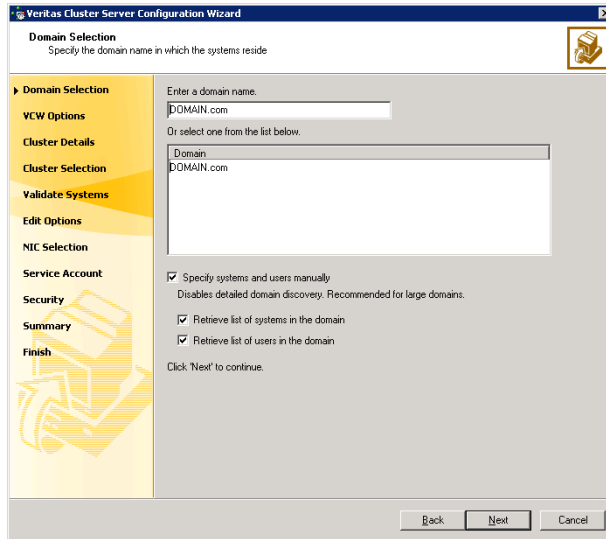 Veritas Cluster Server Configuration Wizard
Domain Selection
Specify the domain name in which the systems reside
Domain Selection
VCW Options
Cluster Details
Cluster Selection
Validate Systems
Edit Options
NIC Selection
Service Account
Security
Summary
Finish
Enter a domain name.
DOMAIN.com
Or select one from the list below.
Domain
DOMAIN.com
Specify systems and users manually
Disables detailed domain discovery. Recommended for large domains.
Retrieve list of systems in the domain
Retrieve list of users in the domain
Click 'Next' to continue.
Back
Next
Cancel